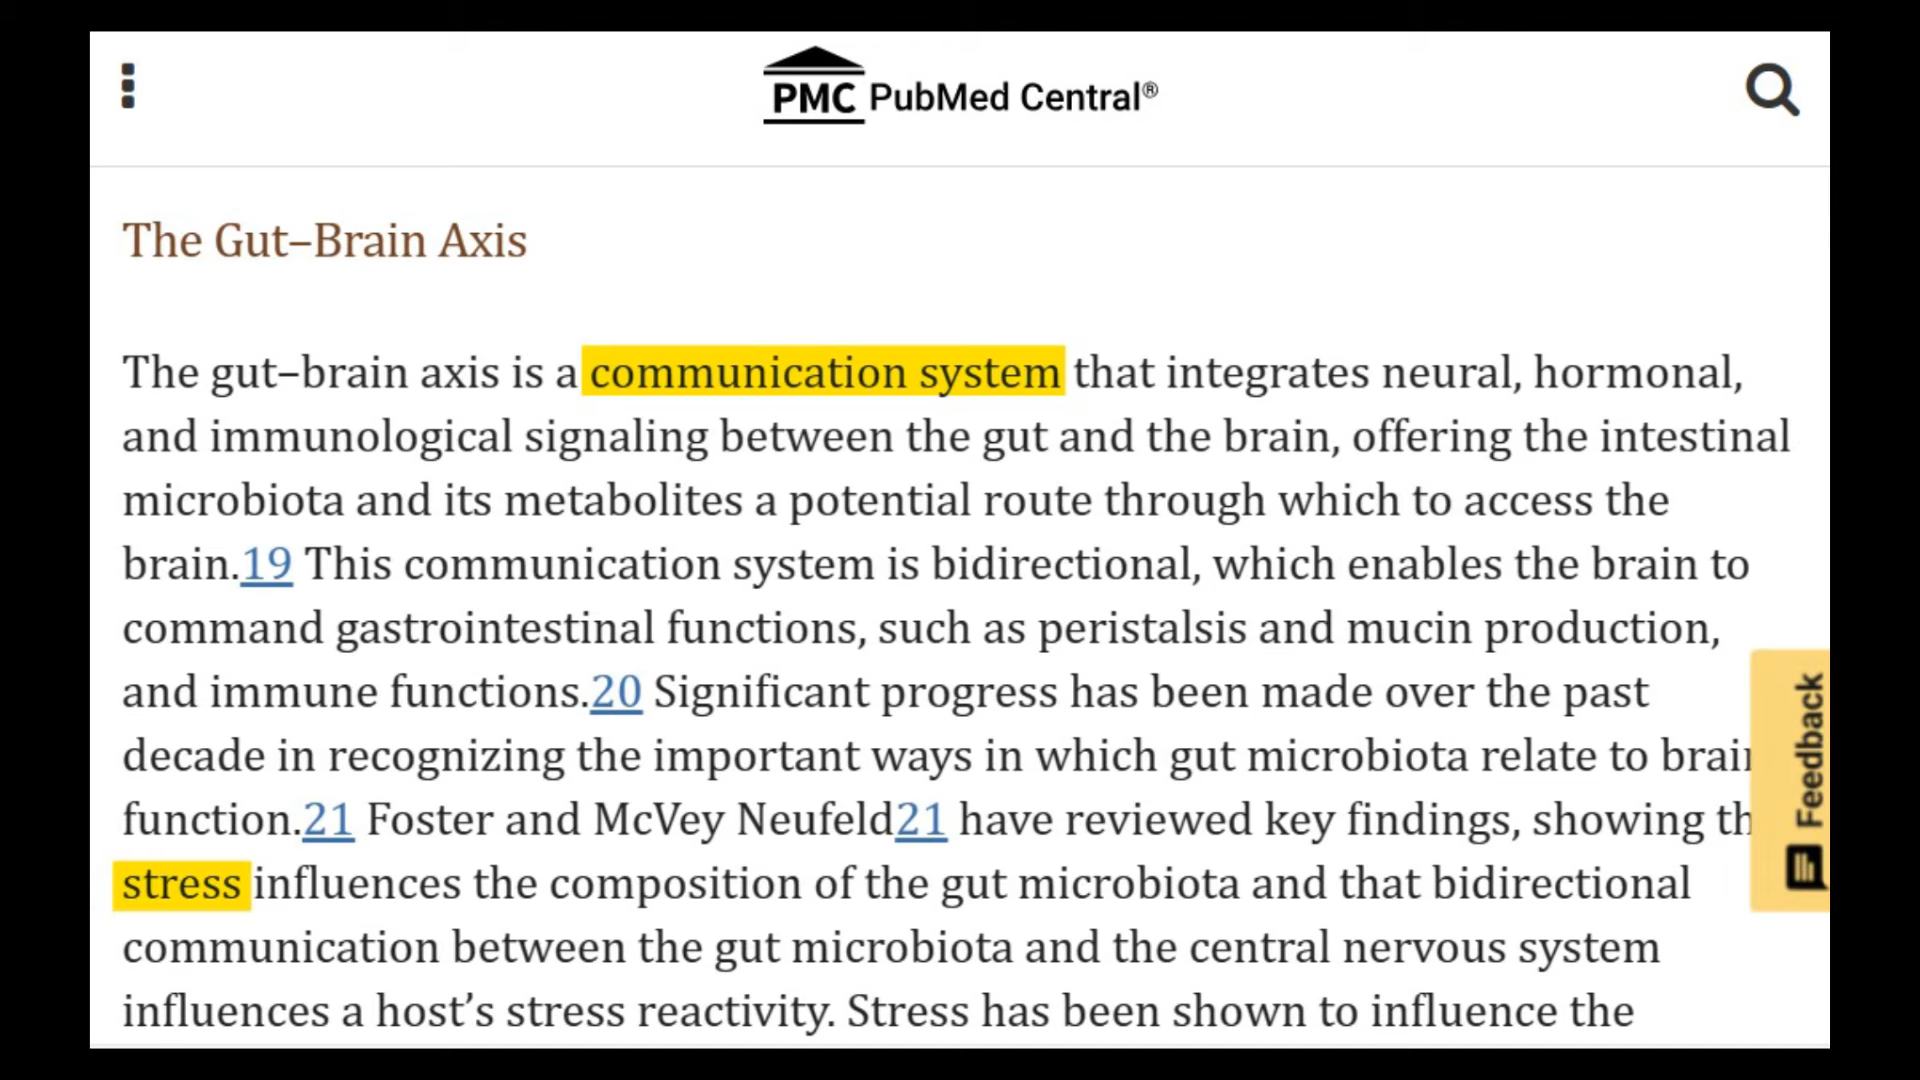 PMC PubMed Central®
The Gut–Brain Axis
The gut–brain axis is a communication system that integrates neural, hormonal,
and immunological signaling between the gut and the brain, offering the intestinal
microbiota and its metabolites a potential route through which to access the
brain.19 This communication system is bidirectional, which enables the brain to
command gastrointestinal functions, such as peristalsis and mucin production,
and immune functions.20 Significant progress has been made over the past
decade in recognizing the important ways in which gut microbiota relate to
function.21 Foster and McVey Neufeld21 have reviewed key findings, showing
stress influences the composition of the gut microbiota and that bidirectional
communication between the gut microbiota and the central nervous system
influences a host’s stress reactivity. Stress has been shown to influence the
Feedback